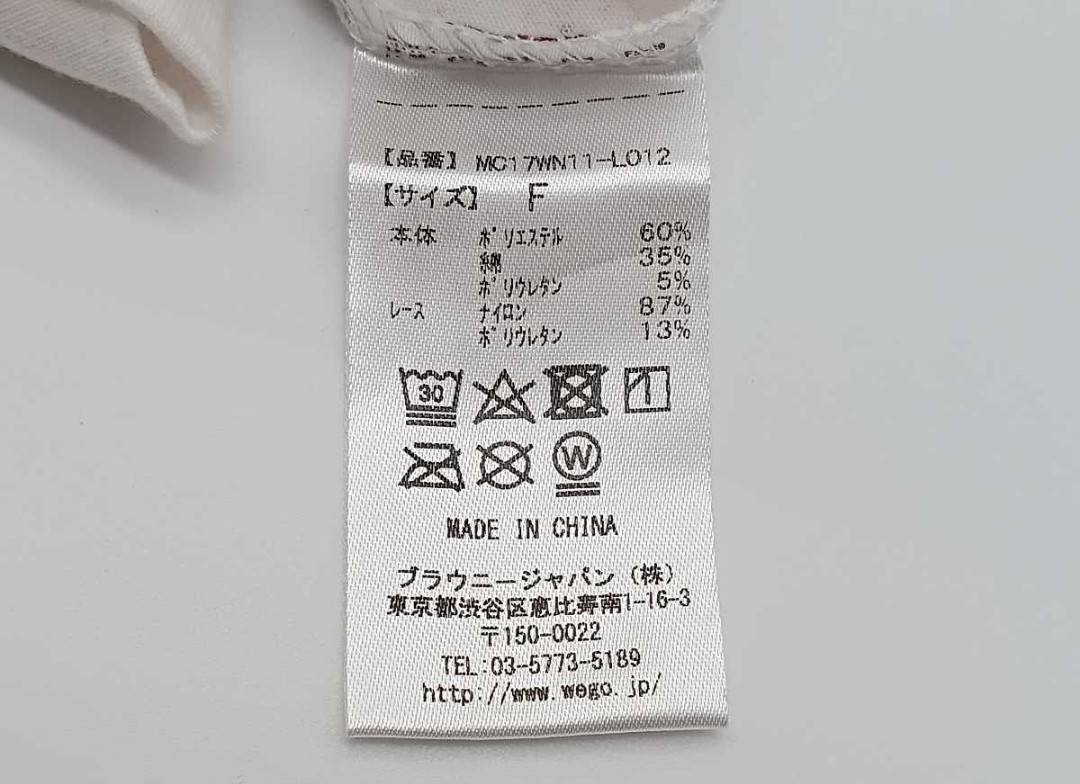 【品番】 MC17WN11-L012
【サイズ】 F
本体 ポリエステル 60%
綿 35%
ポリウレタン 5%
レース ナイロン 87%
ポリウレタン 13%
30
W
MADE IN CHINA
ブラウニージャパン（株）
東京都渋谷区恵比寿南1-16-3
〒150-0022
TEL:03-5773-5189
http://www.wego.jp/